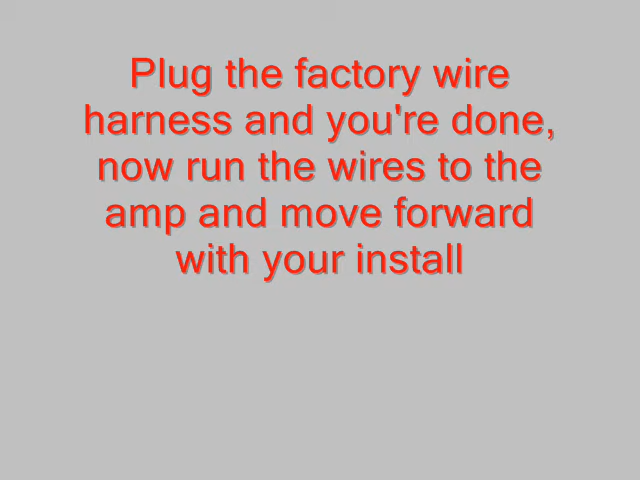 Plug the factory wire
harness and you're done,
now run the wires to the
amp and move forward
with your install